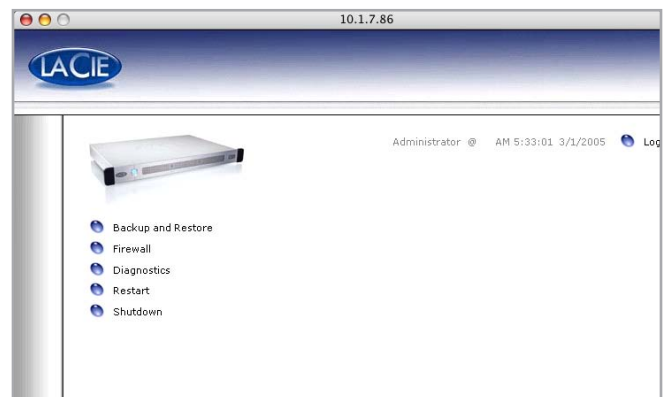 10.1.7.86
LACIE
Administrator @ AM 5:33:01 3/1/2005 Log
Backup and Restore
Firewall
Diagnostics
Restart
Shutdown